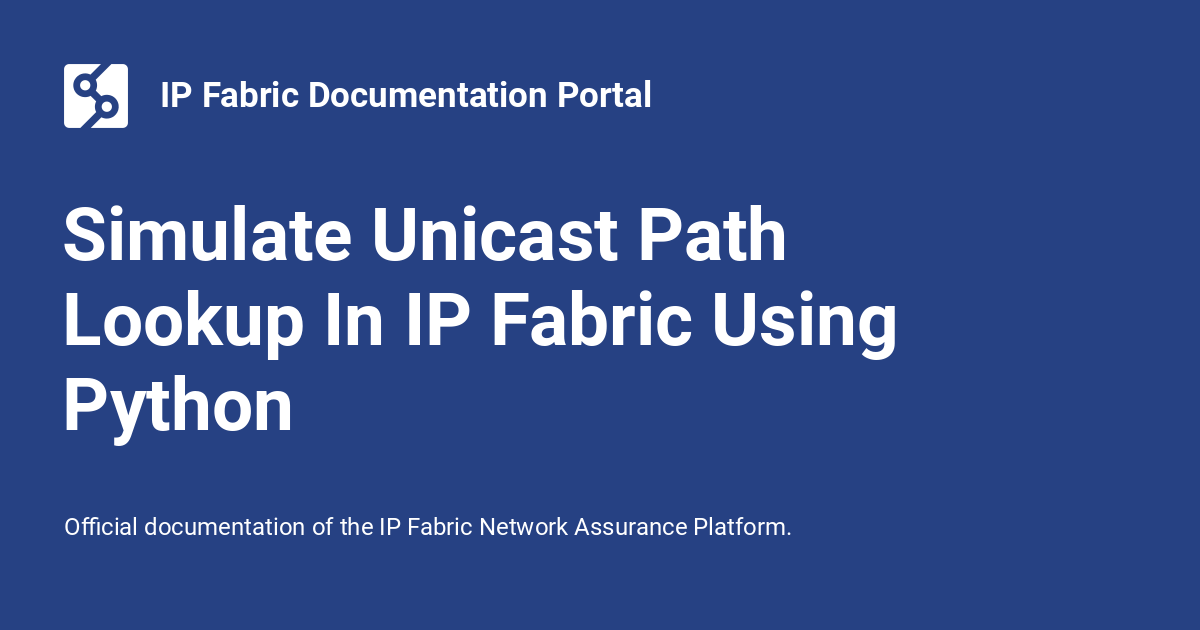 IP Fabric Documentation Portal
Simulate Unicast Path
Lookup In IP Fabric Using
Python
Official documentation of the IP Fabric Network Assurance Platform.